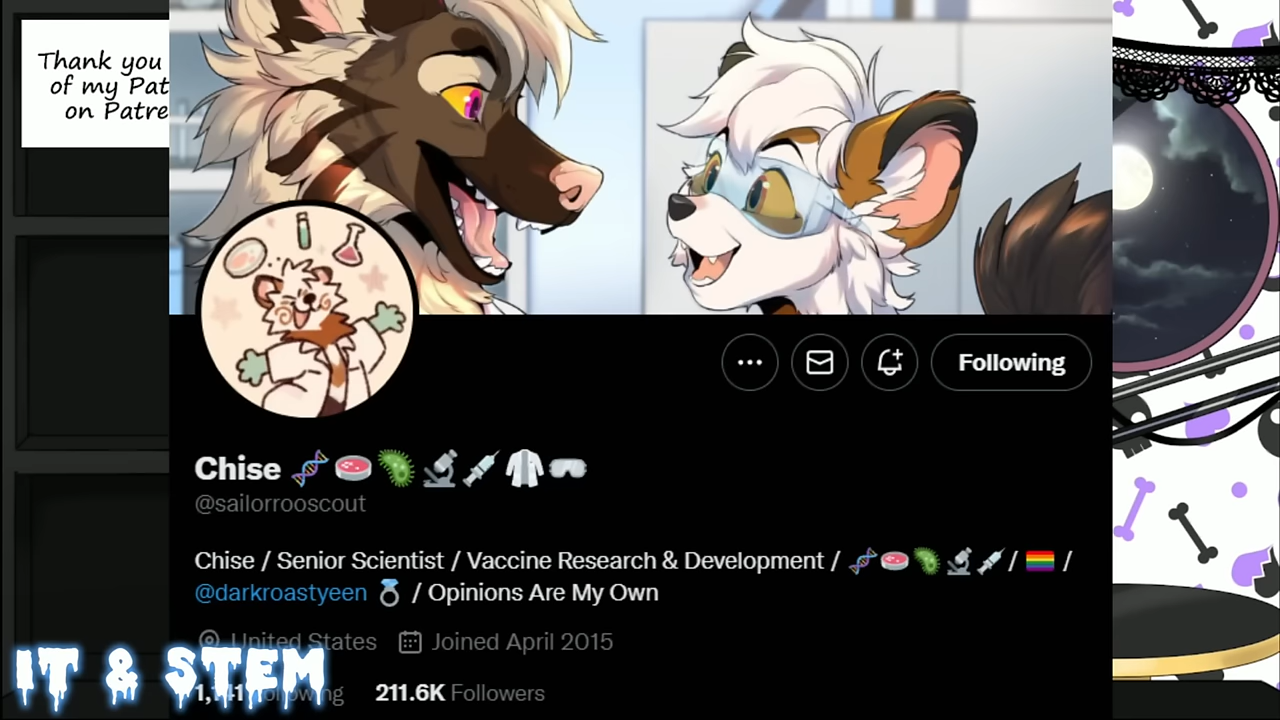 Thank you
of my Pat
on Patre
Following
Chise
@sailorrooscout
Chise / Senior Scientist / Vaccine Research & Development / / /
@darkroastyeen / Opinions Are My Own
United States Joined April 2015
Following 211.6K Followers
IT & STEM